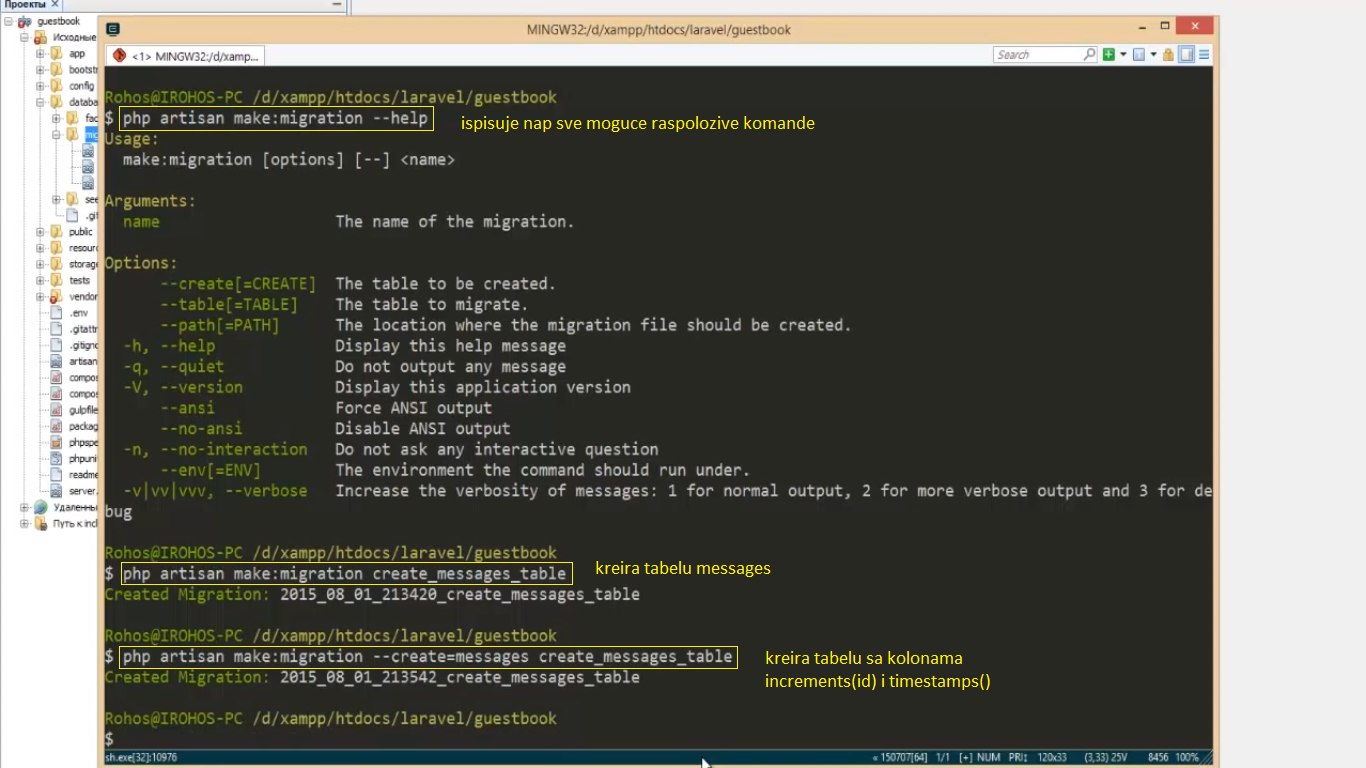 Проекты
guestbook
Исходные
app
bootstr
config
databa
fac
mig
see
.gi
public
resour
storag
tests
vendor
.env
.gitattr
.gitign
artisan
compos
compos
gulpfile
packag
phpspe
phpuni
readme
server.
Удаленны
Путь к incl
MINGW32:/d/xampp/htdocs/laravel/guestbook
<1> MINGW32:/d/xamp...
Search
Rohos@IROHOS-PC /d/xampp/htdocs/laravel/guestbook
$ php artisan make:migration --help
ispisuje nap sve moguce raspolozive komande
Usage:
make:migration [options] [--] <name>
Arguments:
name The name of the migration.
Options:
--create[=CREATE] The table to be created.
--table[=TABLE] The table to migrate.
--path[=PATH] The location where the migration file should be created.
-h, --help Display this help message
-q, --quiet Do not output any message
-V, --version Display this application version
--ansi Force ANSI output
--no-ansi Disable ANSI output
-n, --no-interaction Do not ask any interactive question
--env[=ENV] The environment the command should run under.
-v|vv|vvv, --verbose Increase the verbosity of messages: 1 for normal output, 2 for more verbose output and 3 for de
bug
Rohos@IROHOS-PC /d/xampp/htdocs/laravel/guestbook
$ php artisan make:migration create_messages_table
kreira tabelu messages
Created Migration: 2015_08_01_213420_create_messages_table
Rohos@IROHOS-PC /d/xampp/htdocs/laravel/guestbook
$ php artisan make:migration --create=messages create_messages_table
kreira tabelu sa kolonama
increments(id) i timestamps()
Created Migration: 2015_08_01_213542_create_messages_table
Rohos@IROHOS-PC /d/xampp/htdocs/laravel/guestbook
$
sh.exe[32]:10976
« 150707[64] 1/1 [+] NUM PRI↕ 120x33 (3,33) 25V 8456 100%